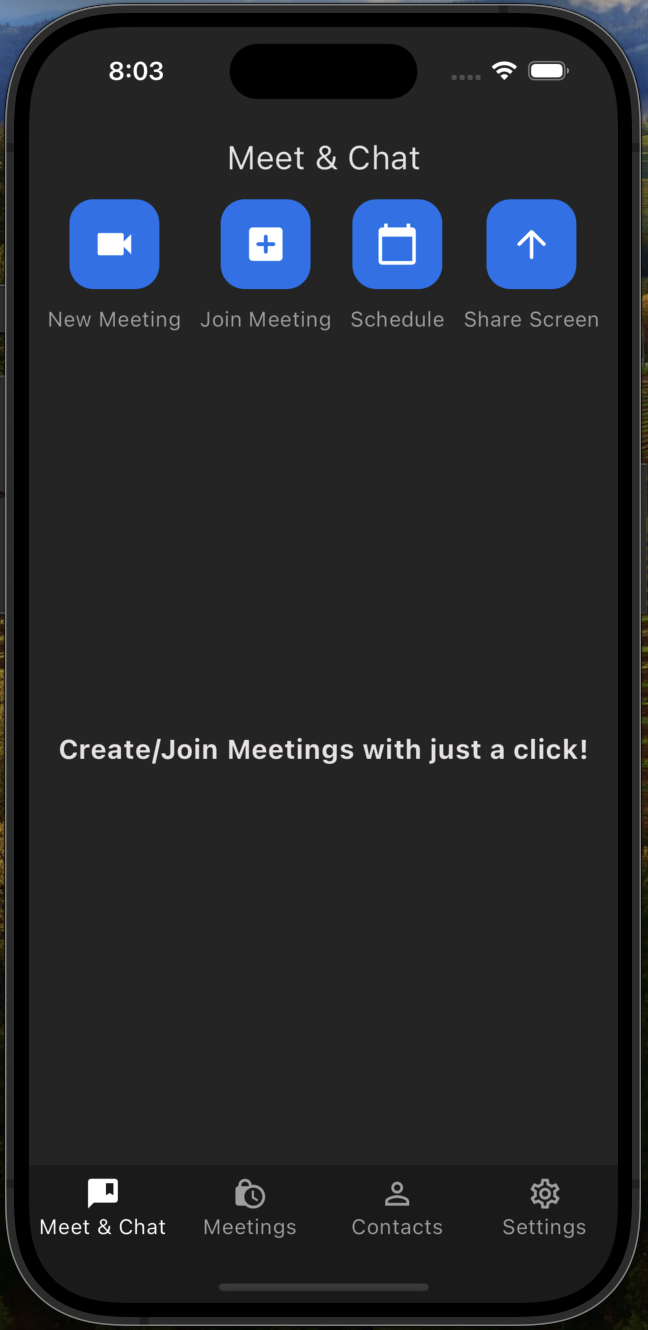 8:03
Meet & Chat
New Meeting Join Meeting Schedule Share Screen
Create/Join Meetings with just a click!
Meet & Chat Meetings Contacts Settings